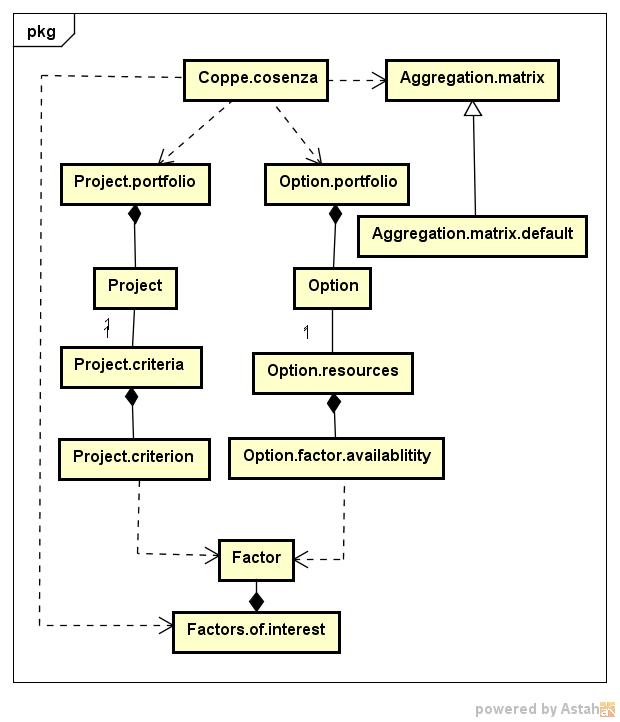 pkg
Coppe.cosenza
Aggregation.matrix
Project.portfolio
Option.portfolio
Aggregation.matrix.default
Project
Option
1
1
Project.criteria
Option.resources
Project.criterion
Option.factor.availablitity
Factor
Factors.of.interest
powered by Astah